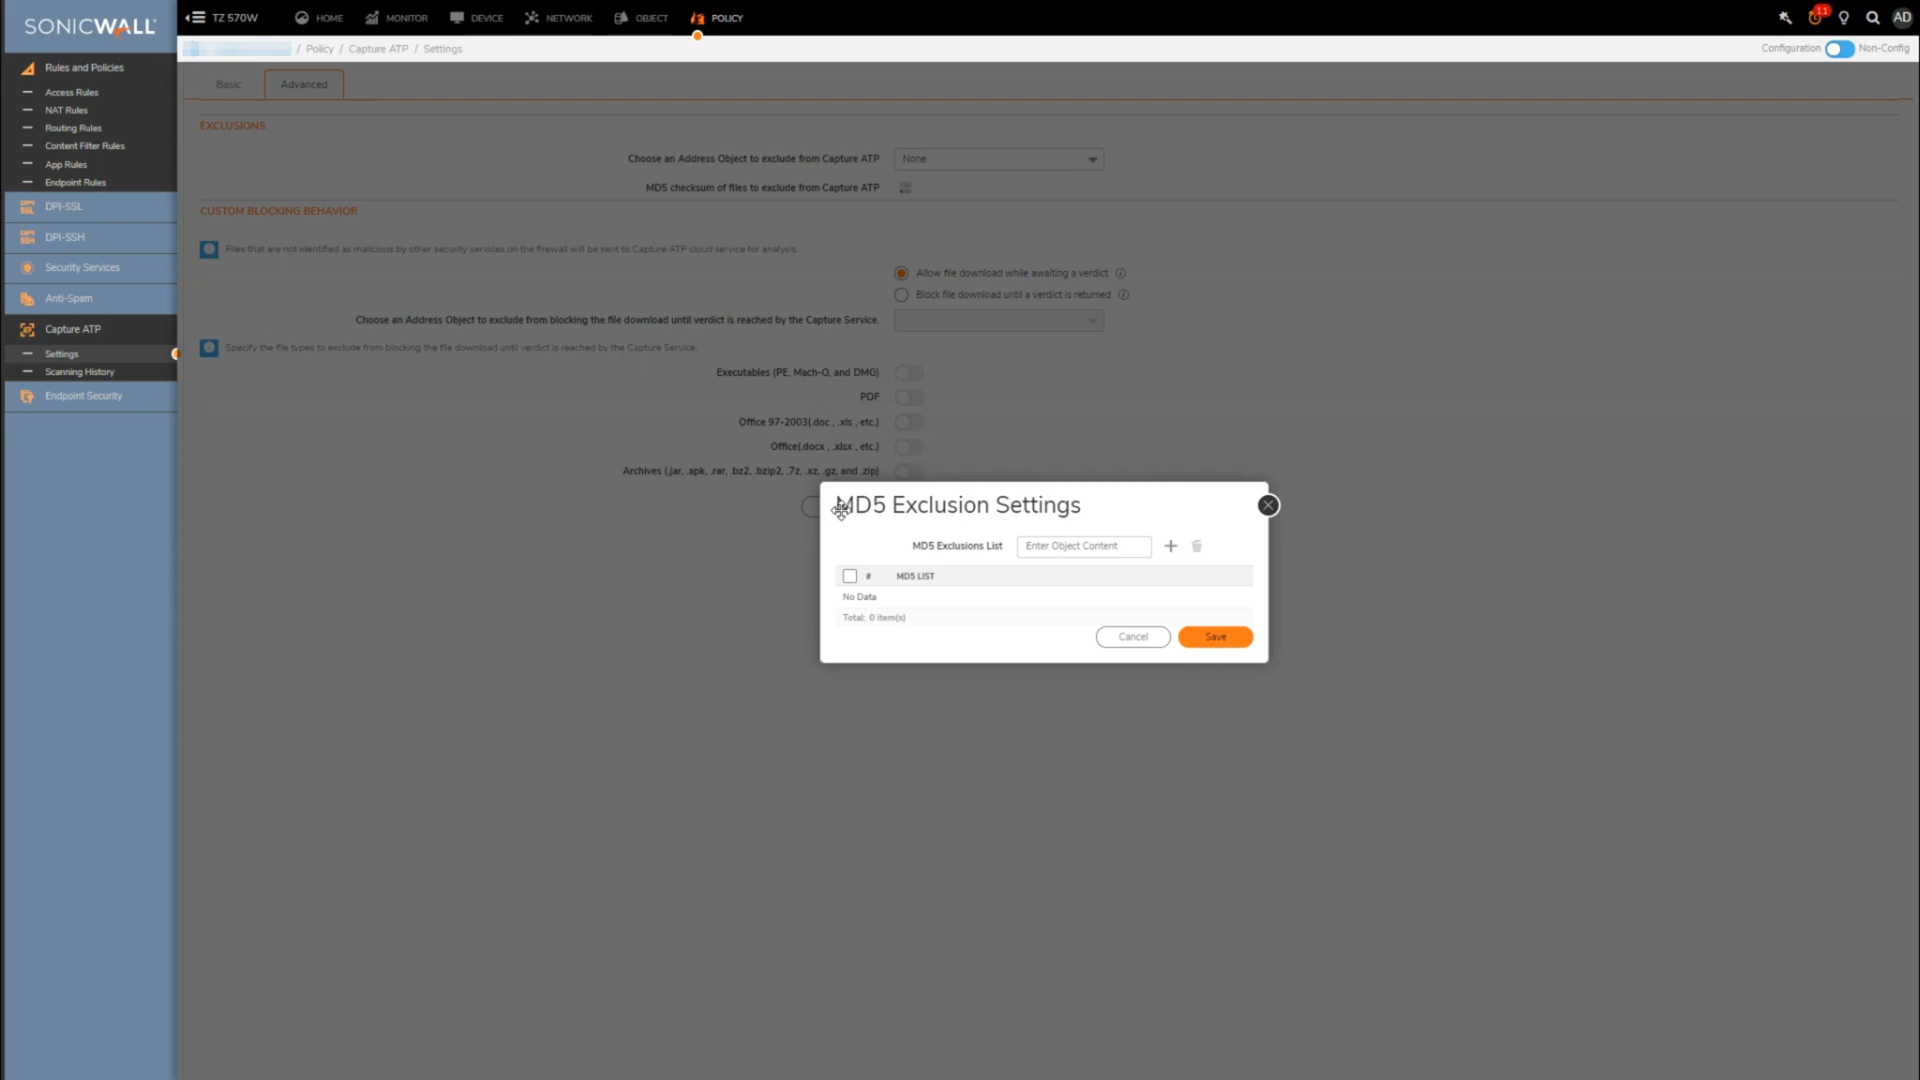 SONICWALL
TZ 570W
HOME
MONITOR
DEVICE
NETWORK
OBJECT
POLICY
11
AD
/ Policy / Capture ATP / Settings
Configuration
Non-Config
Rules and Policies
Access Rules
NAT Rules
Routing Rules
Content Filter Rules
App Rules
Endpoint Rules
DPI-SSL
DPI-SSH
Security Services
Anti-Spam
Capture ATP
Settings
Scanning History
Endpoint Security
Basic
Advanced
EXCLUSIONS
Choose an Address Object to exclude from Capture ATP
None
MD5 checksum of files to exclude from Capture ATP
CUSTOM BLOCKING BEHAVIOR
Files that are not identified as malicious by other security services on the firewall will be sent to Capture ATP cloud service for analysis.
Allow file download while awaiting a verdict
Block file download until a verdict is returned
Choose an Address Object to exclude from blocking the file download until verdict is reached by the Capture Service.
Specify the file types to exclude from blocking the file download until verdict is reached by the Capture Service.
Executables (PE, Mach-O, and DMG)
PDF
Office 97-2003(.doc , .xls , etc.)
Office(.docx , .xlsx , etc.)
Archives (.jar, .apk, .rar, .bz2, .bzip2, .7z, .xz, .gz, and .zip)
MD5 Exclusion Settings
MD5 Exclusions List
Enter Object Content
#
MD5 LIST
No Data
Total: 0 item(s)
Cancel
Save